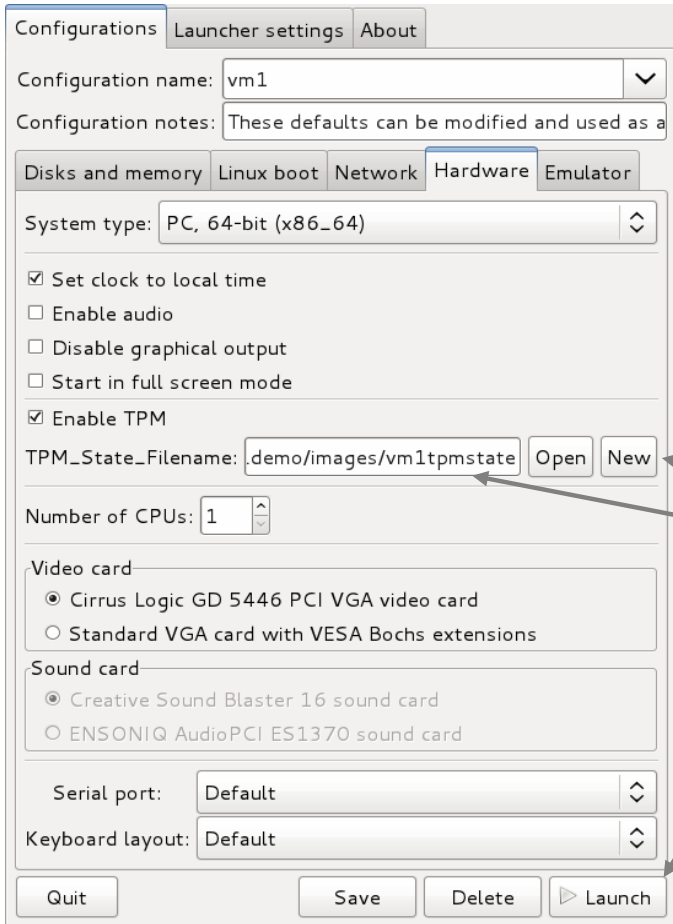 Configurations Launcher settings About
Configuration name: vm1
Configuration notes: These defaults can be modified and used as a
Disks and memory Linux boot Network Hardware Emulator
System type: PC, 64-bit (x86_64)
Set clock to local time
Enable audio
Disable graphical output
Start in full screen mode
Enable TPM
TPM_State_Filename: .demo/images/vm1tpmstate Open New
Number of CPUs: 1
Video card
Cirrus Logic GD 5446 PCI VGA video card
Standard VGA card with VESA Bochs extensions
Sound card
Creative Sound Blaster 16 sound card
ENSONIQ AudioPCI ES1370 sound card
Serial port: Default
Keyboard layout: Default
Quit Save Delete Launch